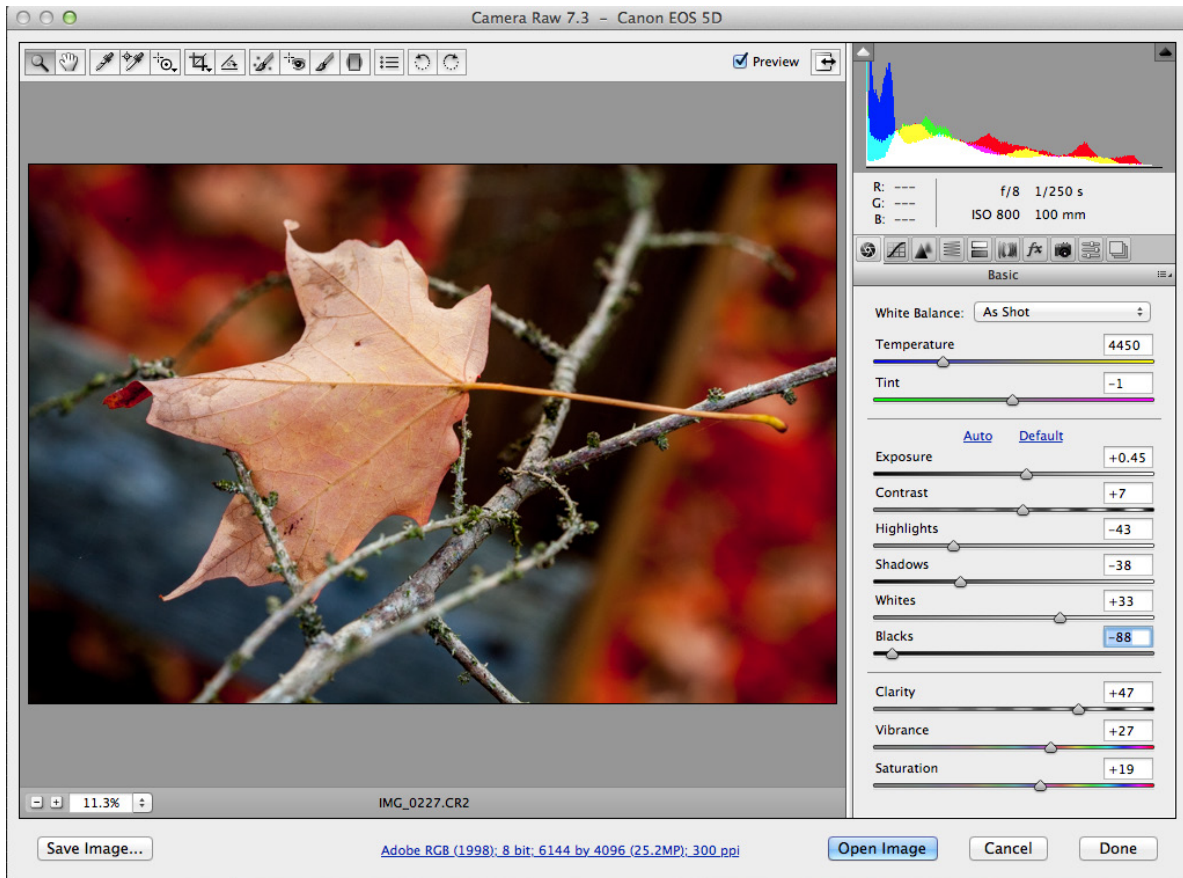 Camera Raw 7.3 – Canon EOS 5D
Preview
R: ---
G: ---
B: ---
f/8 1/250 s
ISO 800 100 mm
fx
Basic
White Balance: As Shot
Temperature 4450
Tint -1
Auto Default
Exposure +0.45
Contrast +7
Highlights -43
Shadows -38
Whites +33
Blacks -88
Clarity +47
Vibrance +27
Saturation +19
11.3% IMG_0227.CR2
Save Image... Adobe RGB (1998); 8 bit; 6144 by 4096 (25.2MP); 300 ppi Open Image Cancel Done